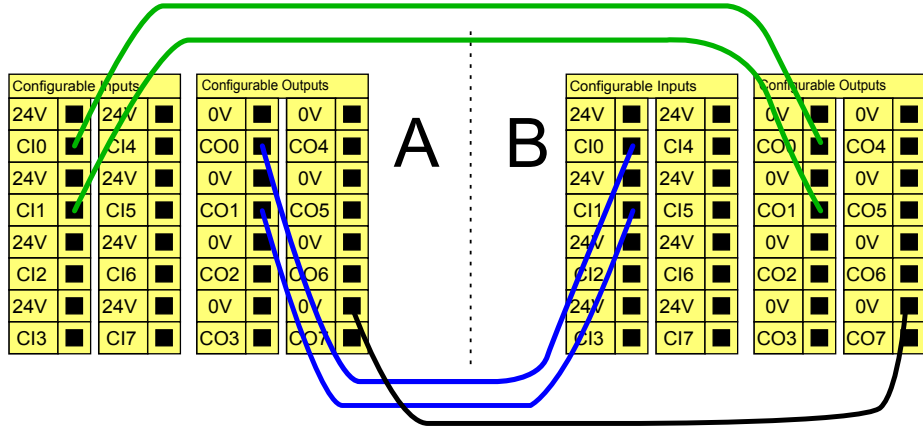 Configurable Inputs
24V 24V
CI0 CI4
24V 24V
CI1 CI5
24V 24V
CI2 CI6
24V 24V
CI3 CI7
Configurable Outputs
0V 0V
CO0 CO4
0V 0V
CO1 CO5
0V 0V
CO2 CO6
0V 0V
CO3 CO7
A
B
Configurable Inputs
24V 24V
CI0 CI4
24V 24V
CI1 CI5
24V 24V
CI2 CI6
24V 24V
CI3 CI7
Configurable Outputs
0V 0V
CO0 CO4
0V 0V
CO1 CO5
0V 0V
CO2 CO6
0V 0V
CO3 CO7